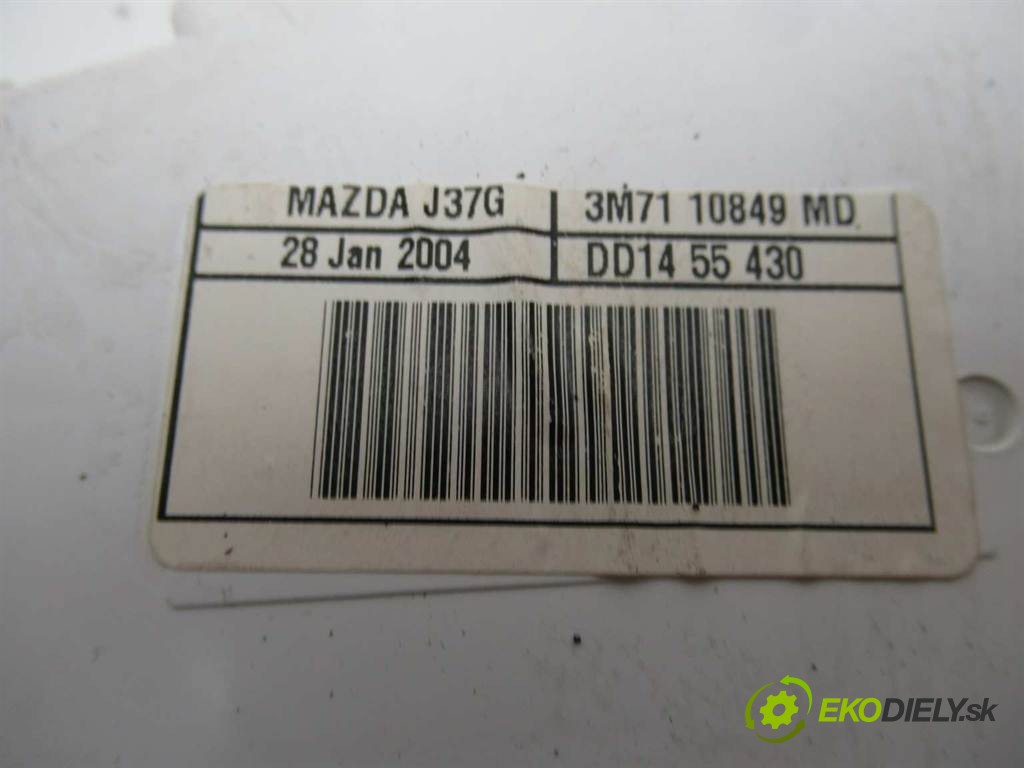 MAZDA J37G 3M71 10849 MD
28 Jan 2004 DD14 55 430
EKODIELY.sk